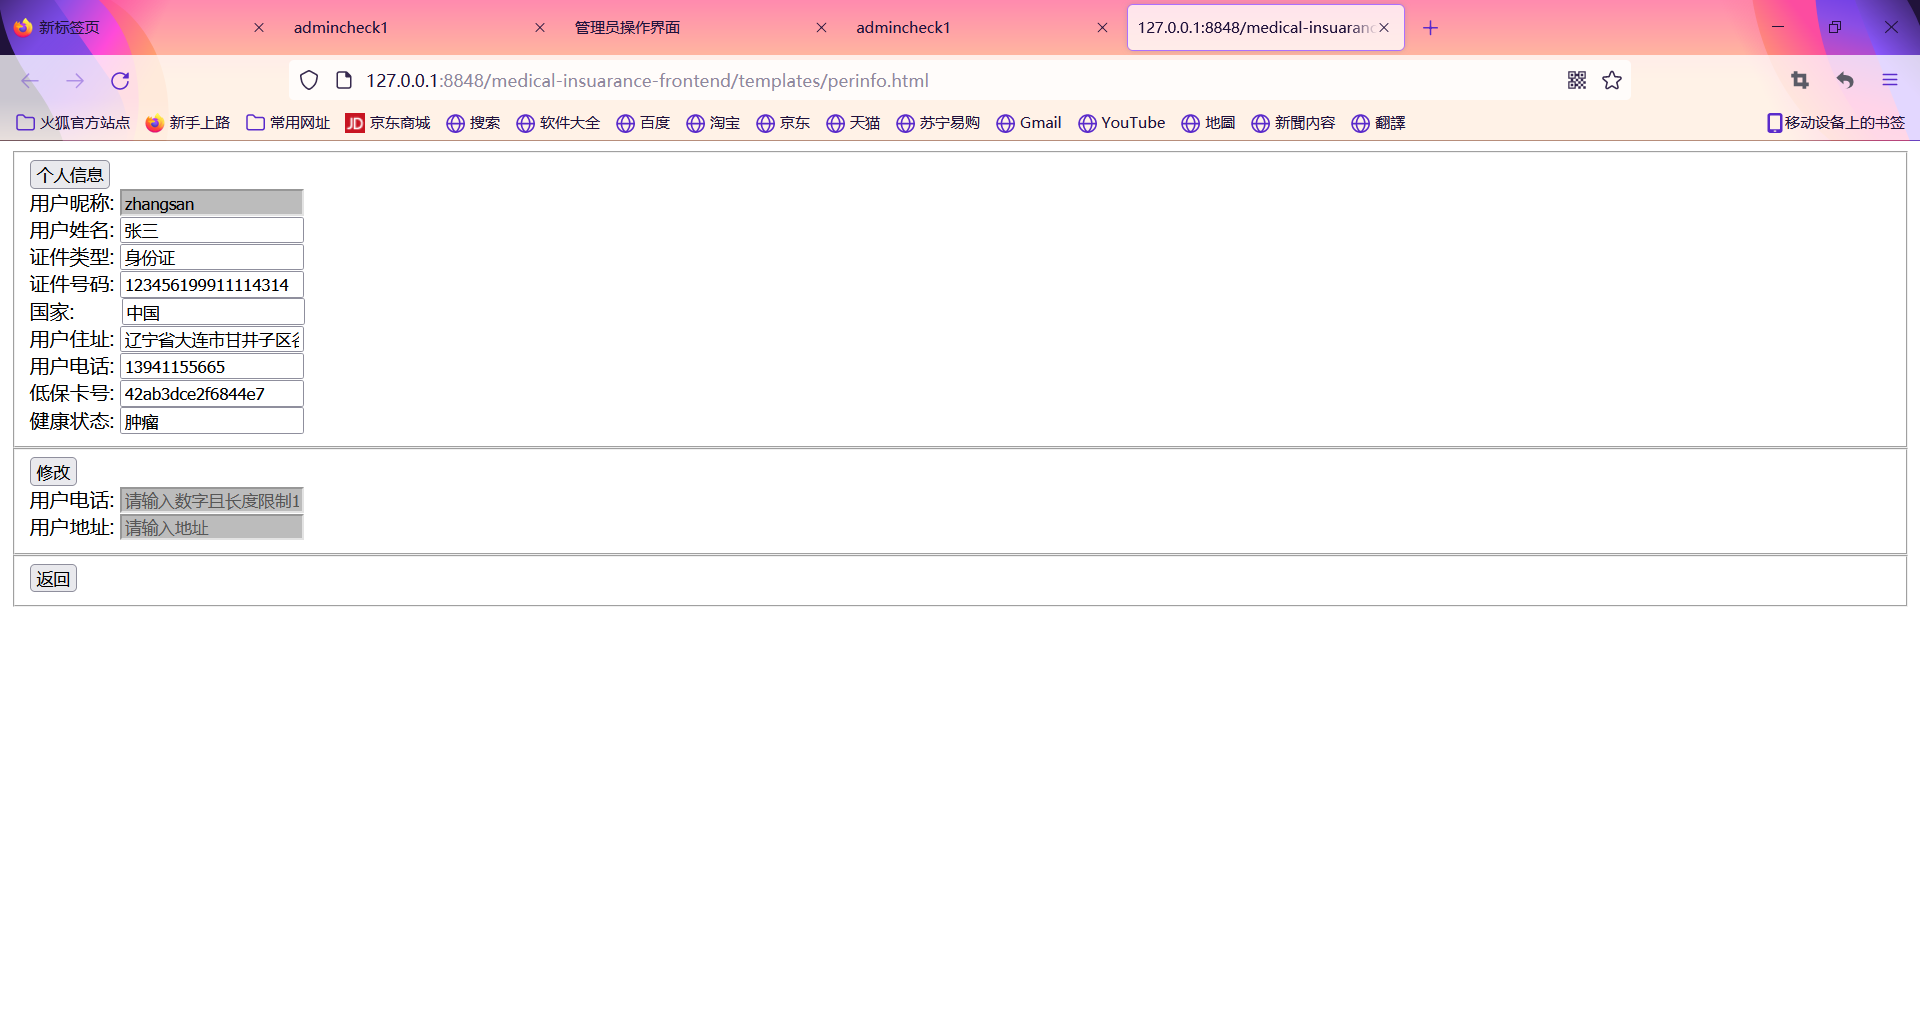 新标签页
admincheck1
管理员操作界面
admincheck1
127.0.0.1:8848/medical-insuaranc
127.0.0.1:8848/medical-insuarance-frontend/templates/perinfo.html
火狐官方站点 新手上路 常用网址 JD 京东商城 搜索 软件大全 百度 淘宝 京东 天猫 苏宁易购 Gmail YouTube 地圖 新聞内容 翻譯 移动设备上的书签
个人信息
用户昵称: zhangsan
用户姓名: 张三
证件类型: 身份证
证件号码: 123456199911114314
国家: 中国
用户住址: 辽宁省大连市甘井子区
用户电话: 13941155665
低保卡号: 42ab3dce2f6844e7
健康状态: 肿瘤
修改
用户电话: 请输入数字且长度限制1
用户地址: 请输入地址
返回